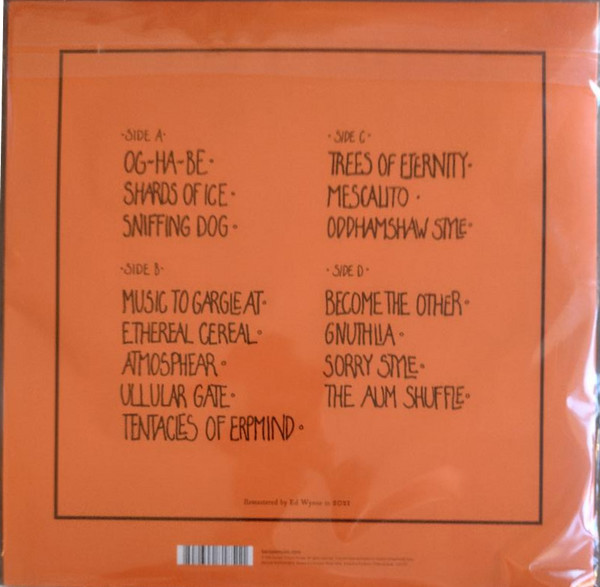 ·SIDE A·
OG-HA-BE·
SHARDS OF ICE·
SNIFFING DOG·
·SIDE B·
MUSIC TO GARGLE AT·
ETHEREAL CEREAL·
ATMOSPHEAR·
ULLULAR GATE·
TENTACLES OF ERPMIND·
·SIDE C·
TREES OF ETERNITY·
MESCALITO·
ODDHAMSHAW STYLE·
·SIDE D·
BECOME THE OTHER·
GNUTHLIA·
SORRY STYLE·
THE AUM SHUFFLE·
Remastered by Ed Wynne in